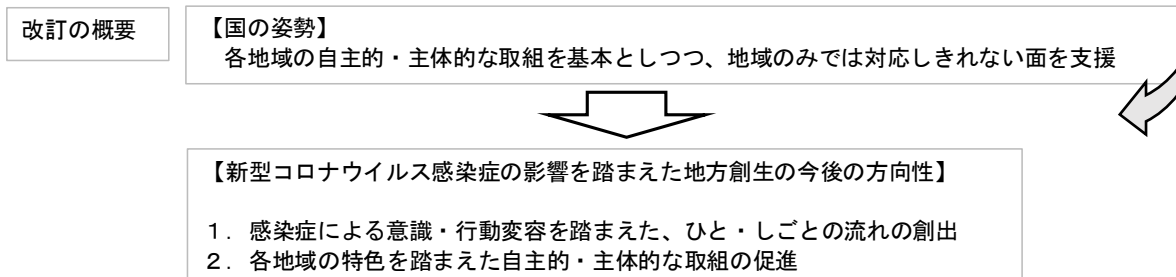 改訂の概要
【国の姿勢】
各地域の自主的・主体的な取組を基本としつつ、地域のみでは対応しきれない面を支援
【新型コロナウイルス感染症の影響を踏まえた地方創生の今後の方向性】
１．感染症による意識・行動変容を踏まえた、ひと・しごとの流れの創出
２．各地域の特色を踏まえた自主的・主体的な取組の促進